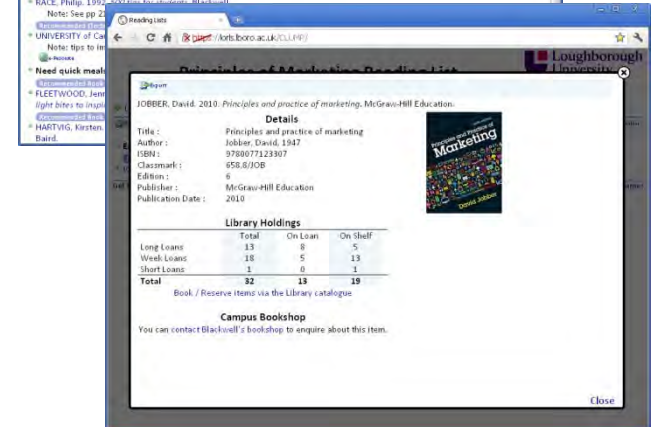 RACE, Philip. 1992. 500 tips for students. Blackwell
Note: See pp 21
UNIVERSITY of Ca
Note: tips to im
Need quick meals
FLEETWOOD, Jenn
light bites to inspi
HARTVIG, Kirsten.
Baird.
Reading Lists
https://lorls.lboro.ac.uk/CLUMP/
Principles of Marketing Reading List
Loughborough
University
Export
JOBBER, David. 2010. Principles and practice of marketing. McGraw-Hill Education.
Details
Title : Principles and practice of marketing
Author : Jobber, David, 1947
ISBN : 9780077123307
Classmark : 658.8/JOB
Edition : 6
Publisher : McGraw-Hill Education
Publication Date : 2010
Principles and Practice of
Marketing
David Jobber
Library Holdings
Total On Loan On Shelf
Long Loans 13 8 5
Week Loans 18 5 13
Short Loans 1 0 1
Total 32 13 19
Book / Reserve items via the Library catalogue
Campus Bookshop
You can contact Blackwell's bookshop to enquire about this item.
Close